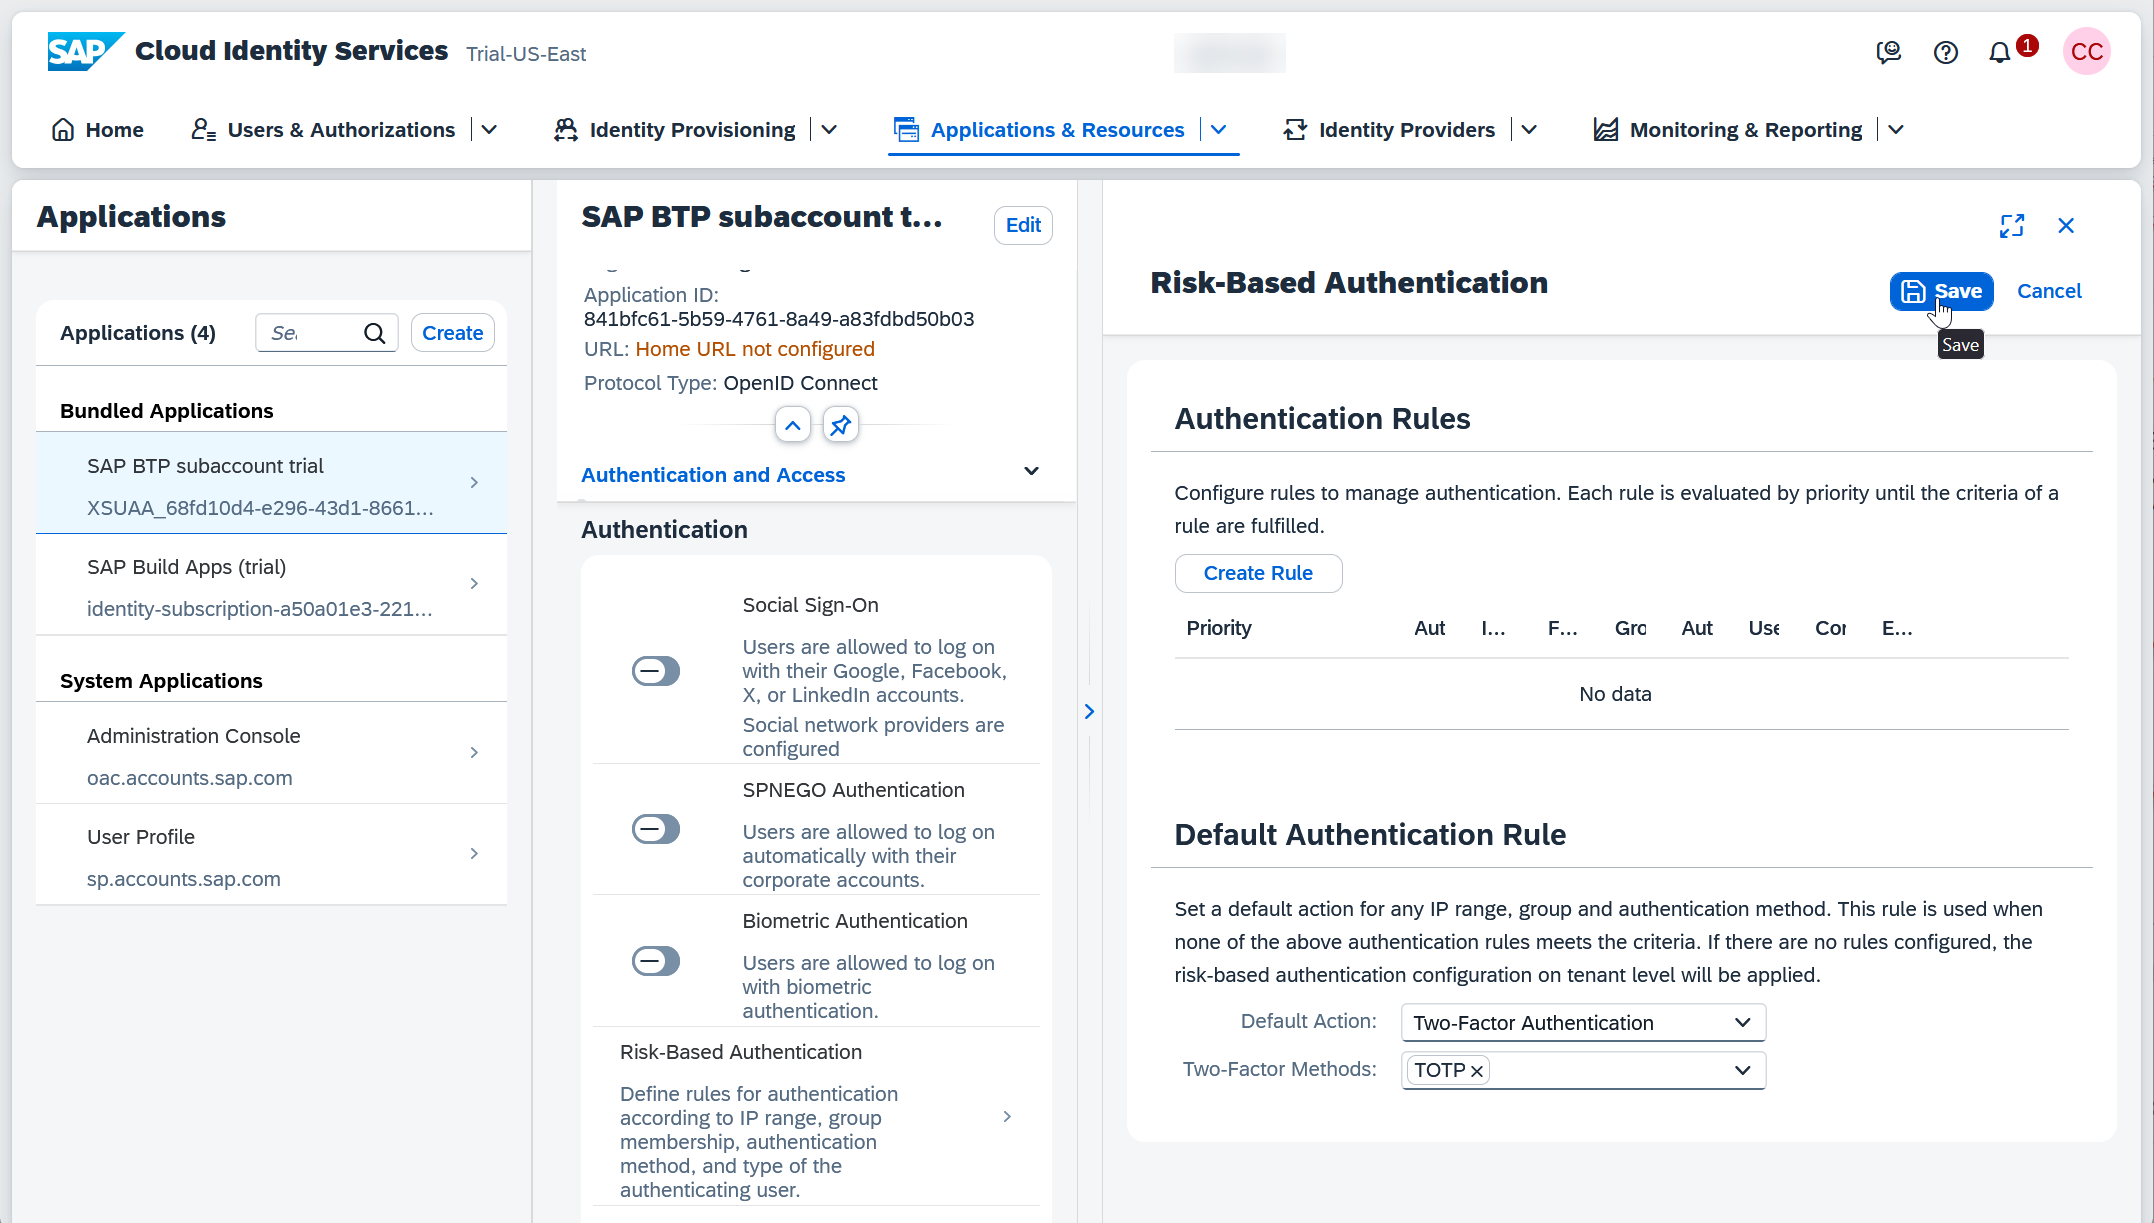 SAP Cloud Identity Services Trial-US-East
1 CC
Home Users & Authorizations Identity Provisioning Applications & Resources Identity Providers Monitoring & Reporting
Applications
Applications (4) Create
Bundled Applications
SAP BTP subaccount trial
XSUAA_68fd10d4-e296-43d1-8661...
SAP Build Apps (trial)
identity-subscription-a50a01e3-221...
System Applications
Administration Console
oac.accounts.sap.com
User Profile
sp.accounts.sap.com
SAP BTP subaccount t... Edit
Application ID:
841bfc61-5b59-4761-8a49-a83fdbd50b03
URL: Home URL not configured
Protocol Type: OpenID Connect
Authentication and Access
Authentication
Social Sign-On
Users are allowed to log on
with their Google, Facebook,
X, or LinkedIn accounts.
Social network providers are
configured
SPNEGO Authentication
Users are allowed to log on
automatically with their
corporate accounts.
Biometric Authentication
Users are allowed to log on
with biometric
authentication.
Risk-Based Authentication
Define rules for authentication
according to IP range, group
membership, authentication
method, and type of the
authenticating user.
Risk-Based Authentication
Save Cancel
Save
Authentication Rules
Configure rules to manage authentication. Each rule is evaluated by priority until the criteria of a
rule are fulfilled.
Create Rule
Priority Aut I... F... Gro Aut Use Cor E...
No data
Default Authentication Rule
Set a default action for any IP range, group and authentication method. This rule is used when
none of the above authentication rules meets the criteria. If there are no rules configured, the
risk-based authentication configuration on tenant level will be applied.
Default Action: Two-Factor Authentication
Two-Factor Methods: TOTP